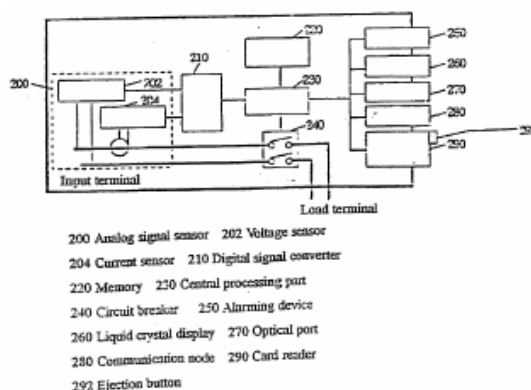 220
250
210
200
202
260
204
230
270
240
280
290
Input terminal
Load terminal
200 Analog signal sensor 202 Voltage sensor
204 Current sensor 210 Digital signal converter
220 Memory 230 Central processing part
240 Circuit breaker 250 Alarming device
260 Liquid crystal display 270 Optical port
280 Communication node 290 Card reader
292 Ejection button